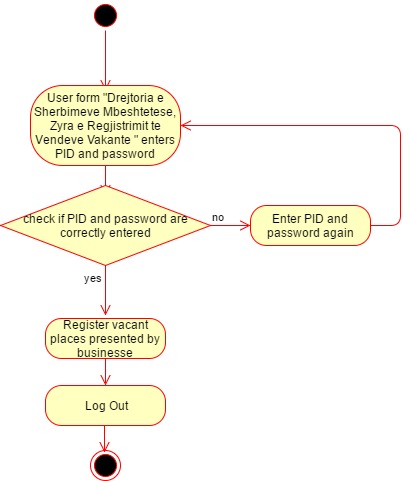 User form "Drejtoria e
Sherbimeve Mbeshtetese,
Zyra e Regjistrimit te
Vendeve Vakante " enters
PID and password
check if PID and password are
correctly entered
no
Enter PID and
password again
yes
Register vacant
places presented by
businesse
Log Out